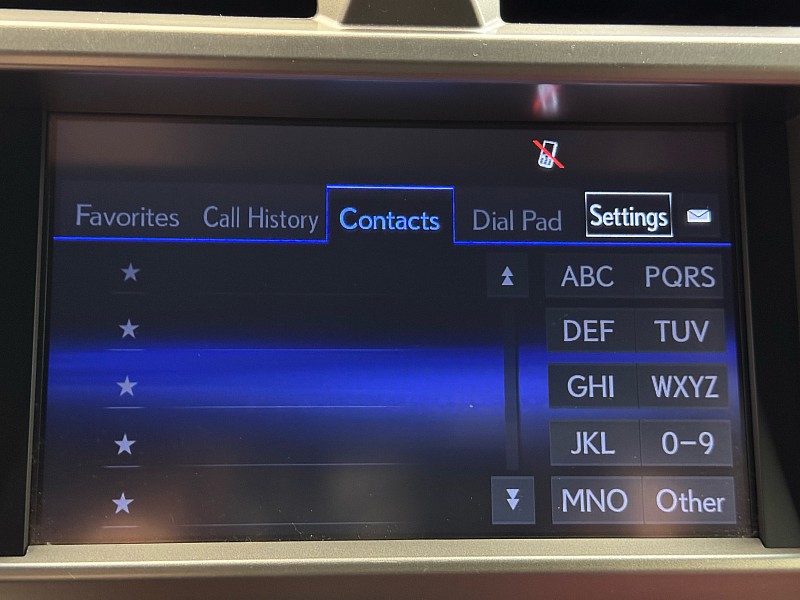 Favorites Call History Contacts Dial Pad Settings
ABC PQRS
DEF TUV
GHI WXYZ
JKL 0-9
MNO Other